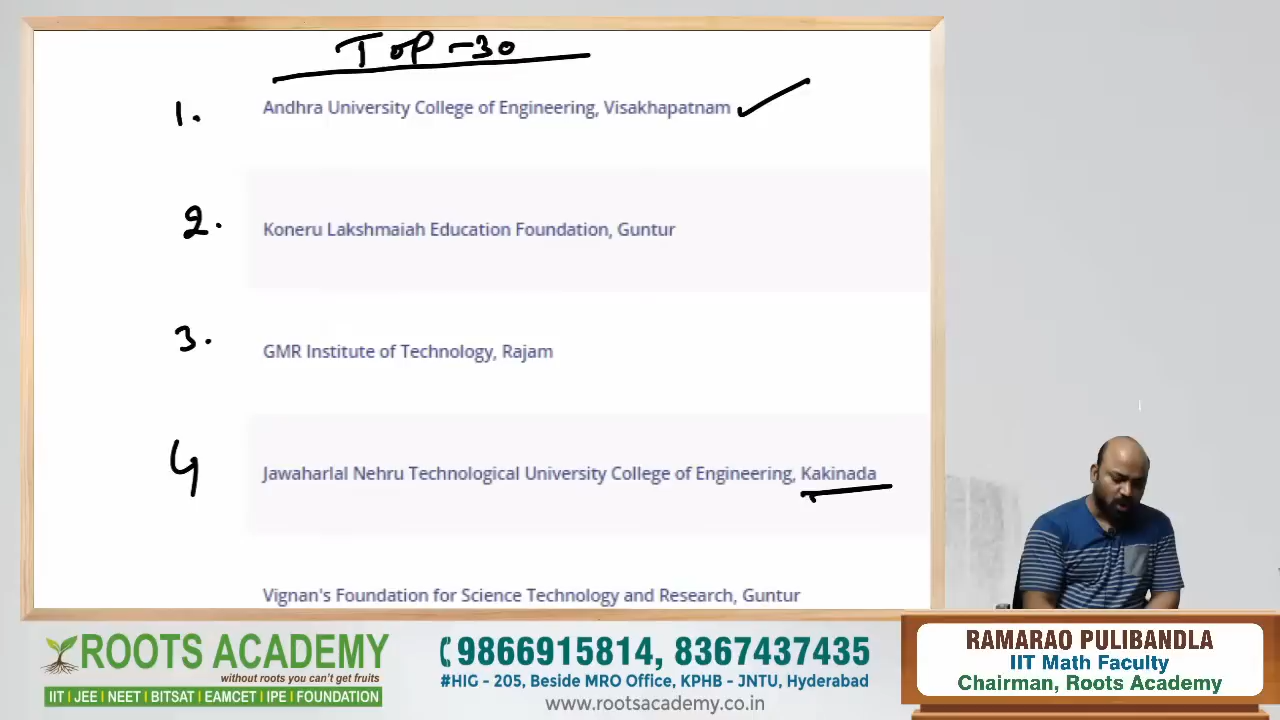 TOP-30
1. Andhra University College of Engineering, Visakhapatnam
2. Koneru Lakshmaiah Education Foundation, Guntur
3. GMR Institute of Technology, Rajam
4 Jawaharlal Nehru Technological University College of Engineering, Kakinada
Vignan's Foundation for Science Technology and Research, Guntur
ROOTS ACADEMY
without roots you can't get fruits
IIT | JEE | NEET | BITSAT | EAMCET | IPE | FOUNDATION
9866915814, 8367437435
#HIG - 205, Beside MRO Office, KPHB - JNTU, Hyderabad
www.rootsacademy.co.in
RAMARAO PULIBANDLA
IIT Math Faculty
Chairman, Roots Academy